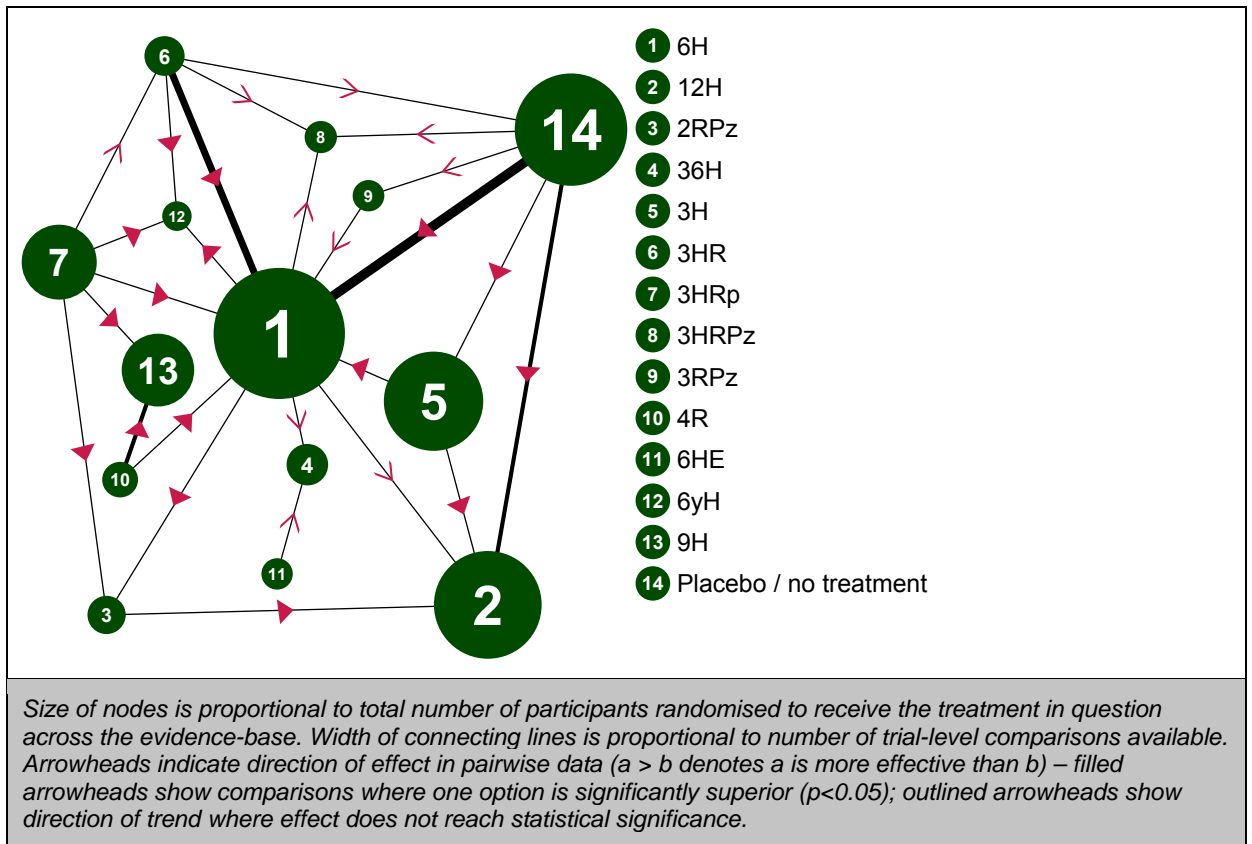 6
14
8
9
12
7
1
13
5
4
10
11
2
3
1 6H
2 12H
3 2RPz
4 36H
5 3H
6 3HR
7 3HRp
8 3HRPz
9 3RPz
10 4R
11 6HE
12 6yH
13 9H
14 Placebo / no treatment
Size of nodes is proportional to total number of participants randomised to receive the treatment in question
across the evidence-base. Width of connecting lines is proportional to number of trial-level comparisons available.
Arrowheads indicate direction of effect in pairwise data (a > b denotes a is more effective than b) – filled
arrowheads show comparisons where one option is significantly superior (p<0.05); outlined arrowheads show
direction of trend where effect does not reach statistical significance.